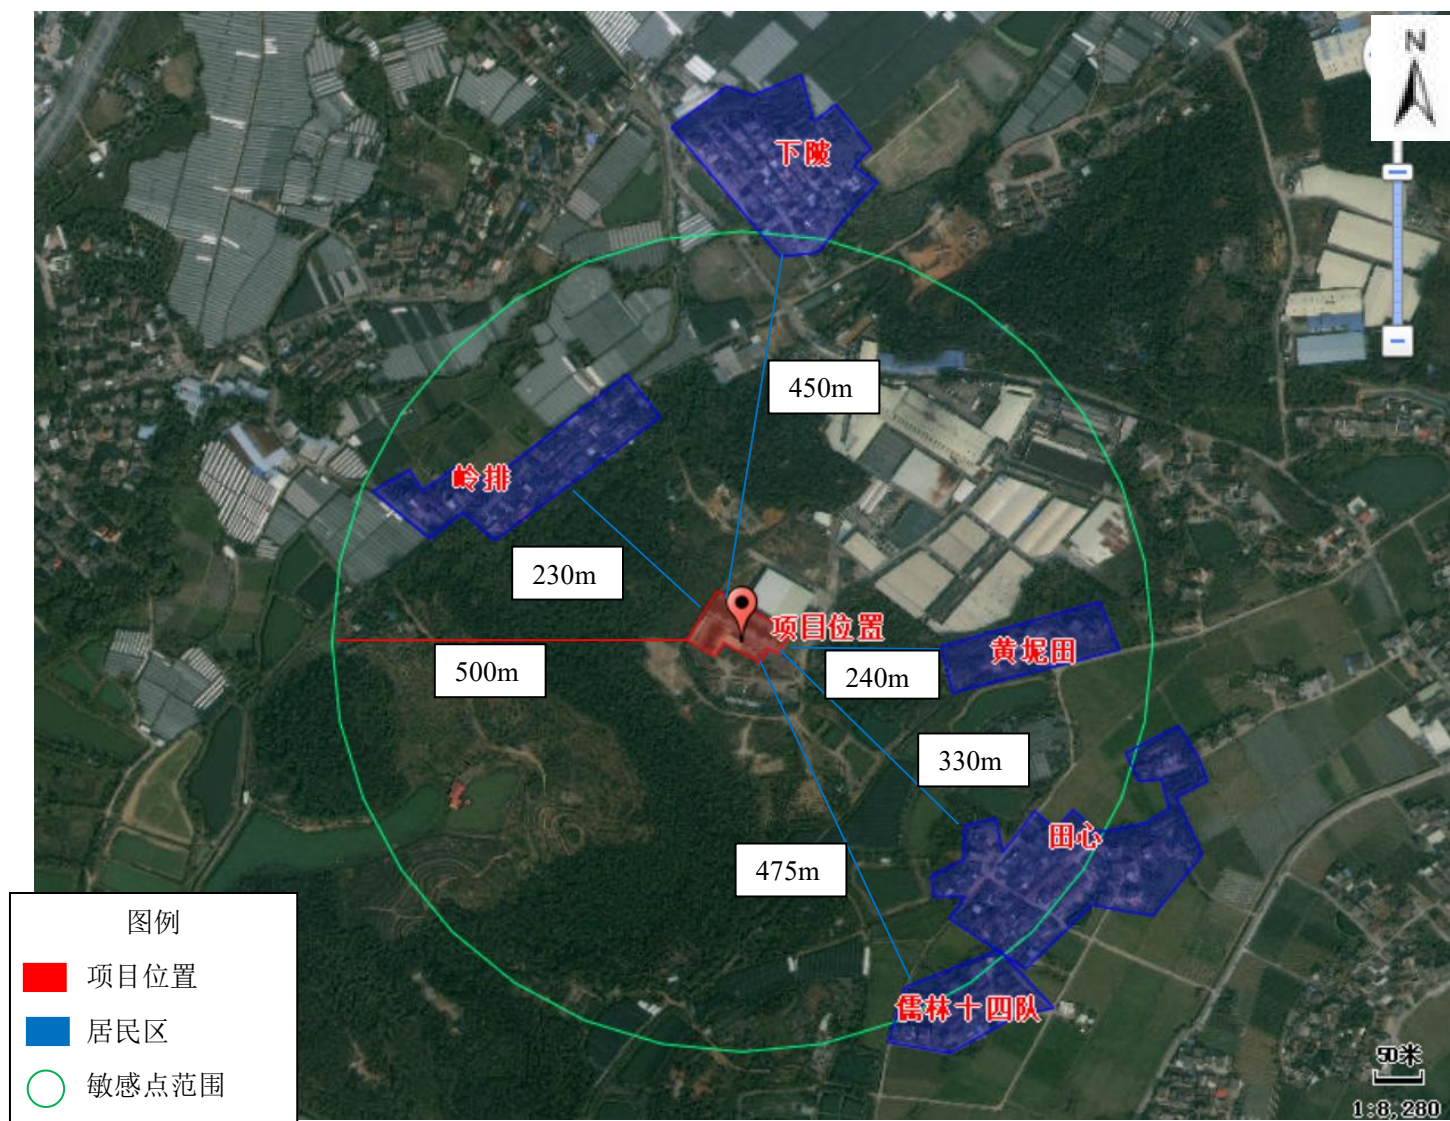 N
下陂
450m
岭排
230m
项目位置
500m
黄坭田
240m
330m
田心
475m
儒林十四队
图例
项目位置
居民区
敏感点范围
50米
1:8,280